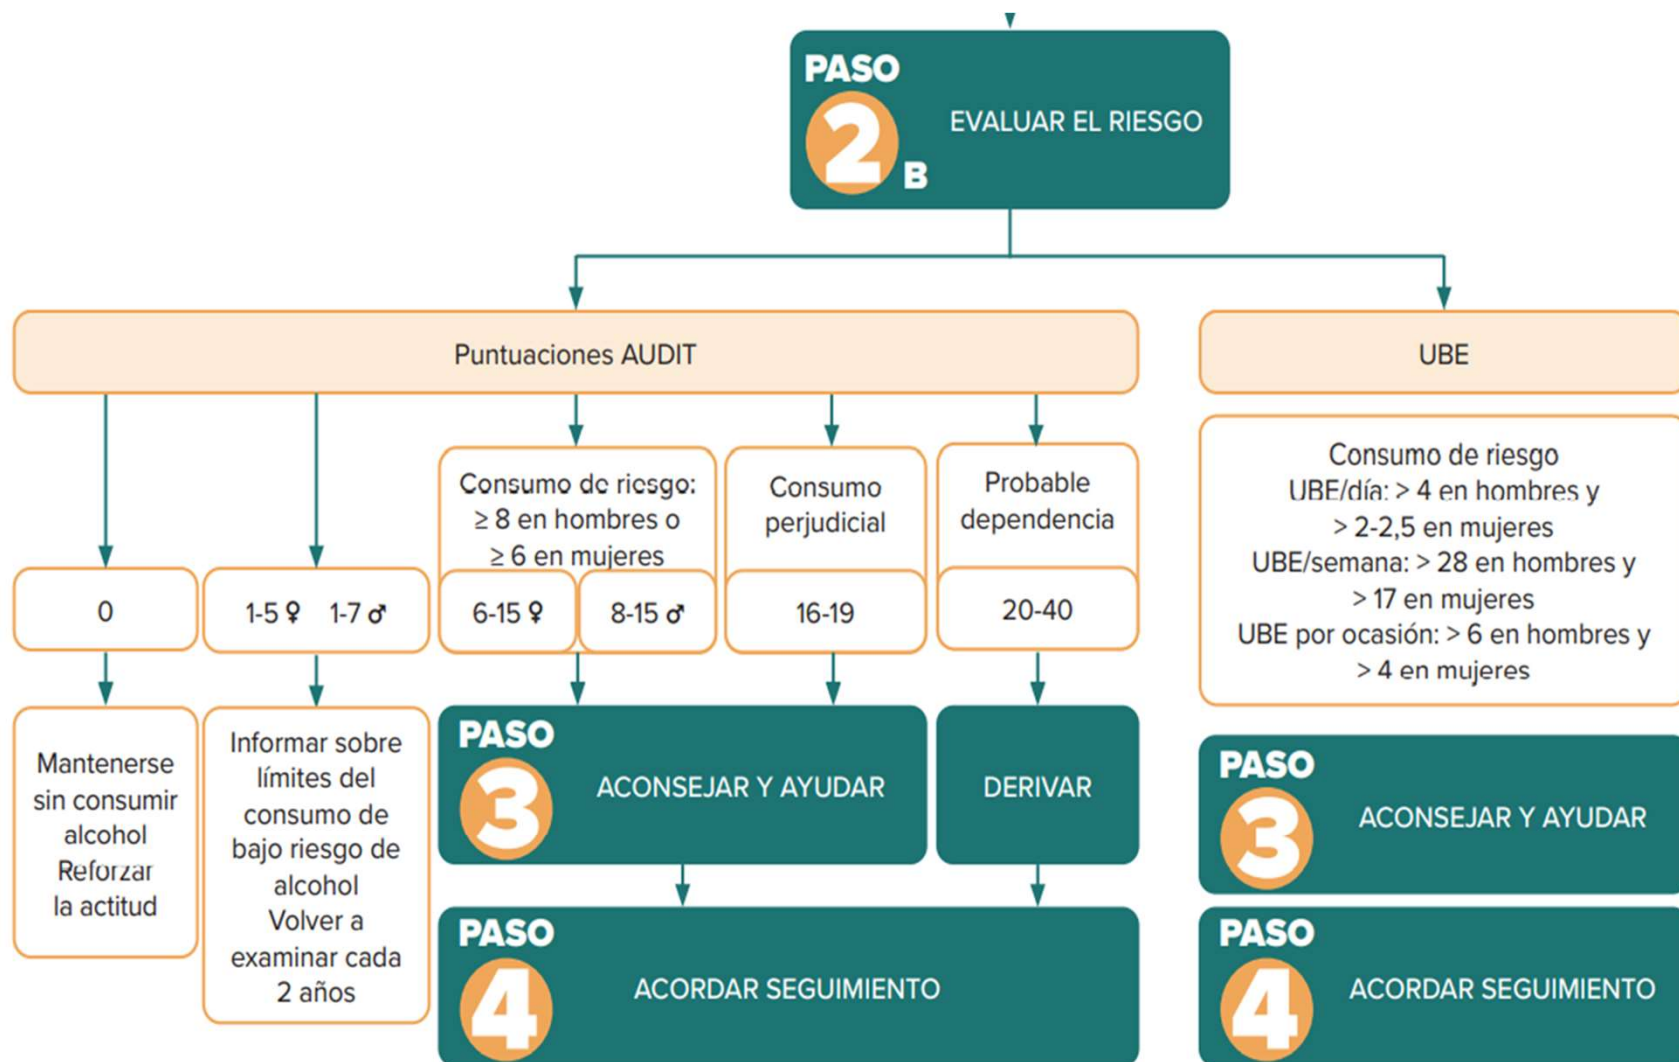 PASO
2
B
EVALUAR EL RIESGO
Puntuaciones AUDIT
UBE
Consumo de riesgo:
≥ 8 en hombres o
≥ 6 en mujeres
Consumo
perjudicial
Probable
dependencia
0
1-5 ♀ 1-7 ♂
6-15 ♀
8-15 ♂
16-19
20-40
Consumo de riesgo
UBE/día: > 4 en hombres y
> 2-2,5 en mujeres
UBE/semana: > 28 en hombres y
> 17 en mujeres
UBE por ocasión: > 6 en hombres y
> 4 en mujeres
Mantenerse
sin consumir
alcohol
Reforzar
la actitud
Informar sobre
límites del
consumo de
bajo riesgo de
alcohol
Volver a
examinar cada
2 años
PASO
3
ACONSEJAR Y AYUDAR
DERIVAR
PASO
3
ACONSEJAR Y AYUDAR
PASO
4
ACORDAR SEGUIMIENTO
PASO
4
ACORDAR SEGUIMIENTO